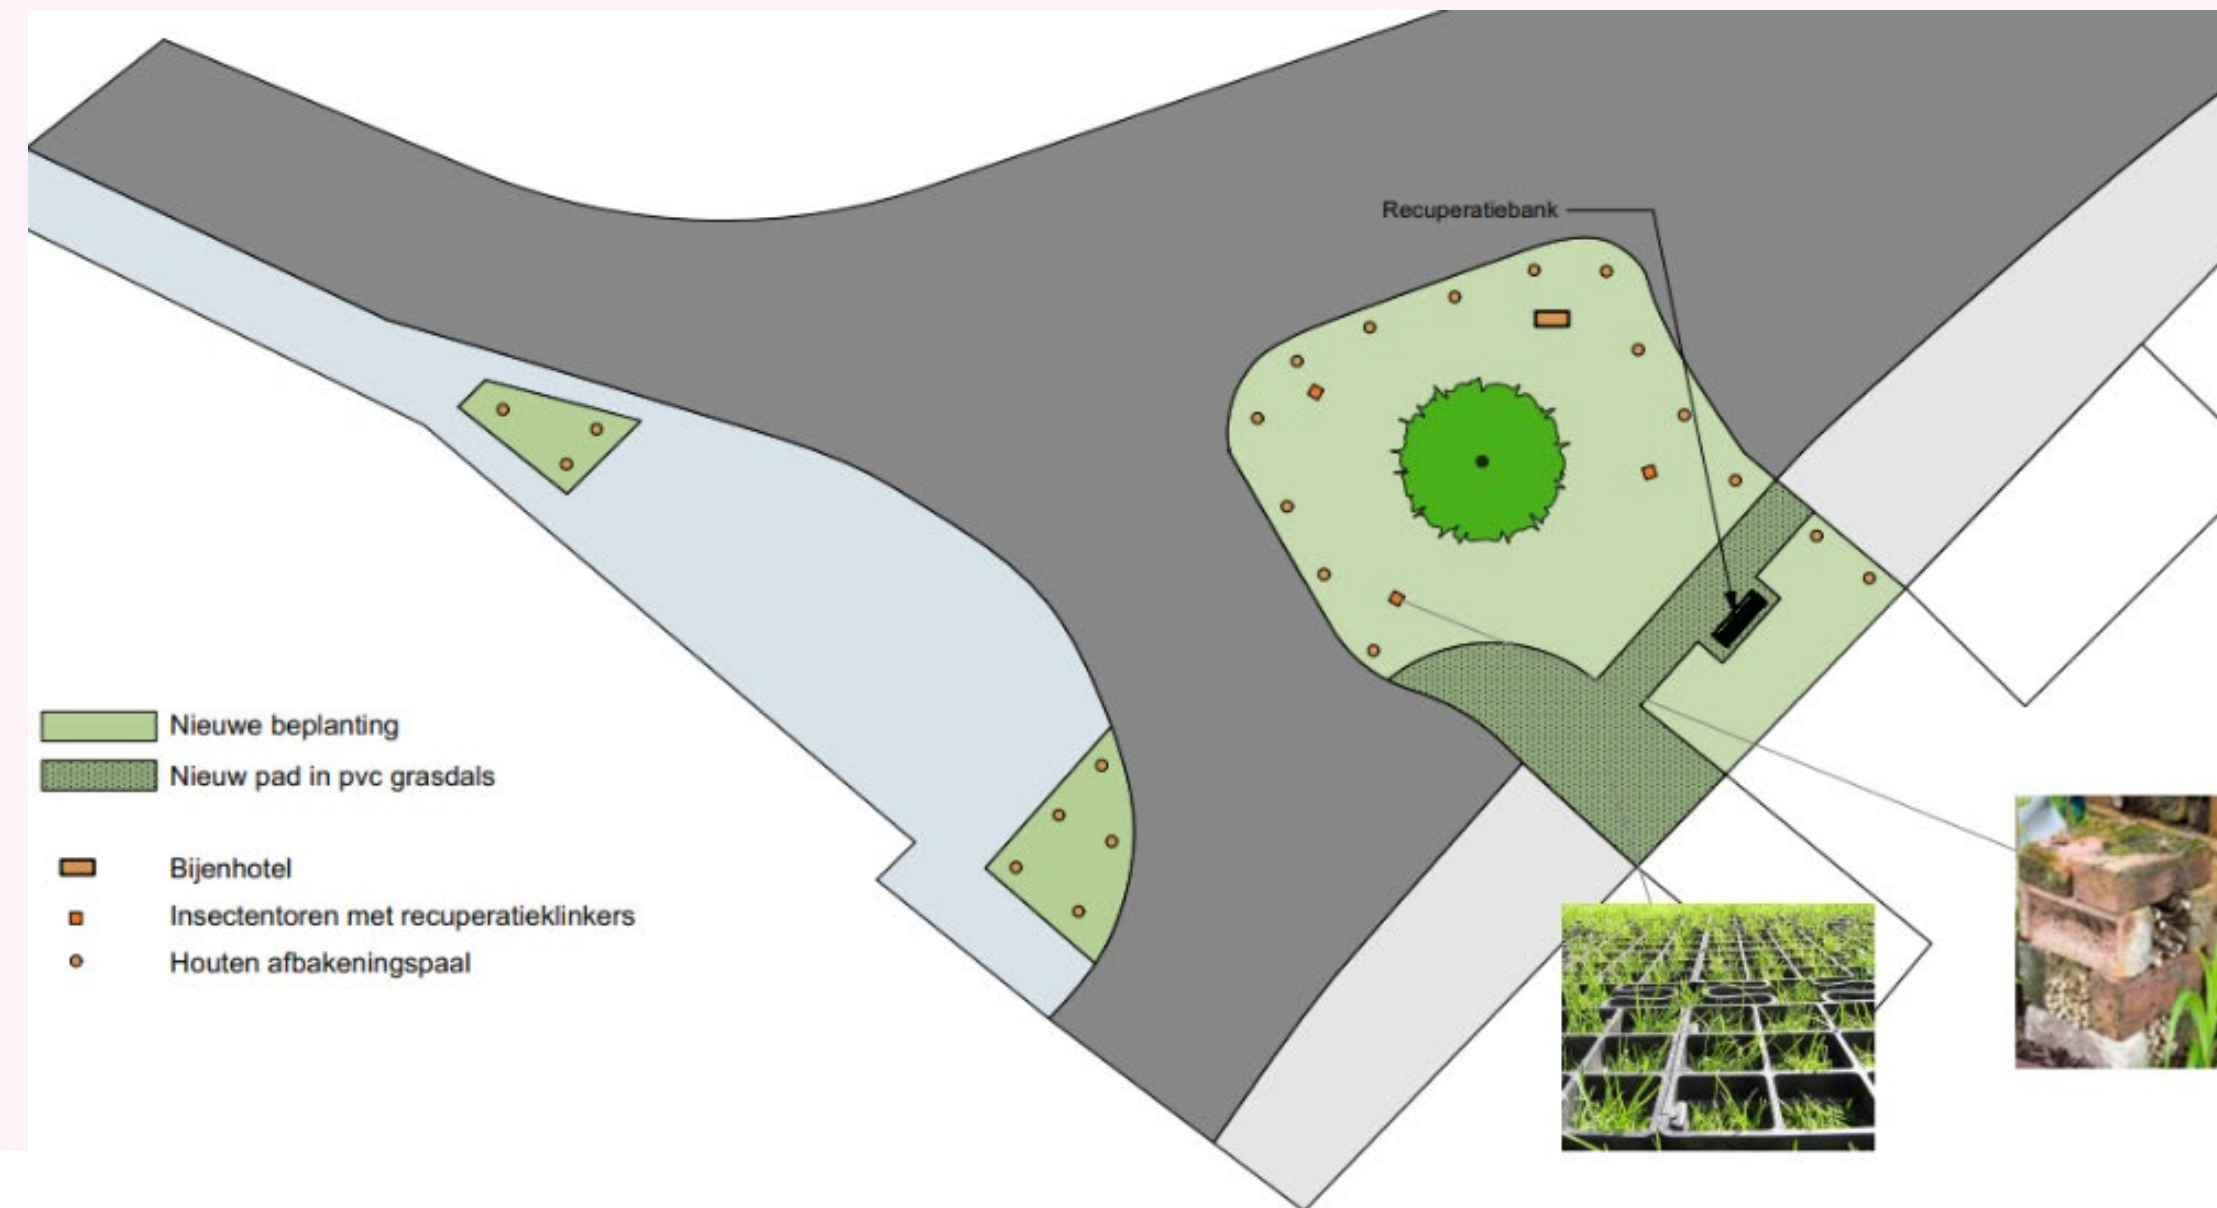 Recuperatiebank
Nieuwe beplanting
Nieuw pad in pvc grasdals
Bijenhotel
Insectentoren met recuperatieklinkers
Houten afbakeningspaal